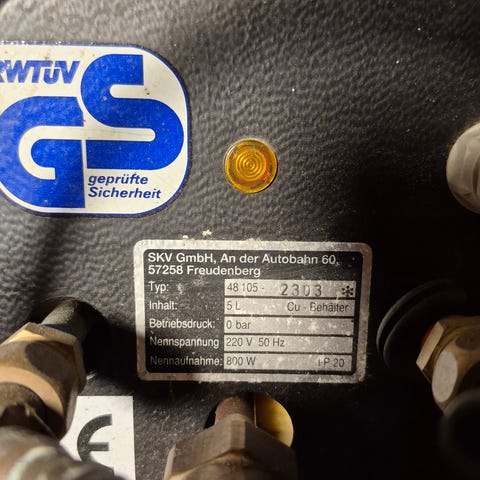 RWTÜV
GS
geprüfte
Sicherheit
SKV GmbH, An der Autobahn 60,
57258 Freudenberg
Typ: 48 105 - 2303 *
Inhalt: 5 L Cu - Behälter
Betriebsdruck: 0 bar
Nennspannung 220 V 50 Hz
Nennaufnahme: 800 W IP 20
CE